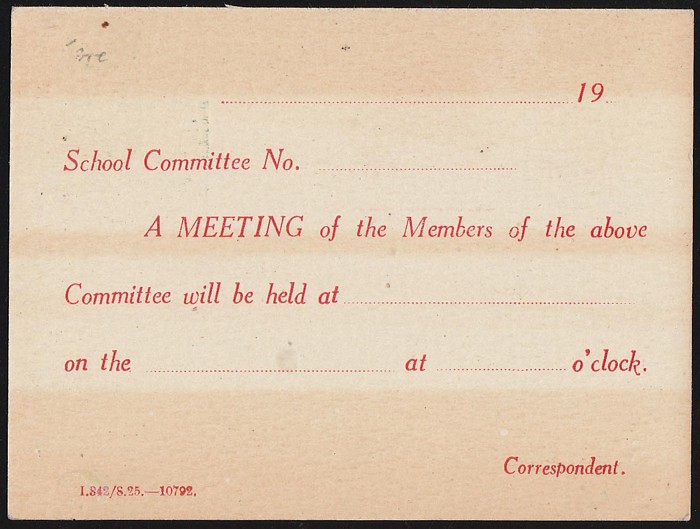 19
School Committee No.
A MEETING of the Members of the above
Committee will be held at
on the at o'clock.
Correspondent.
I.842/8.25.—10792.